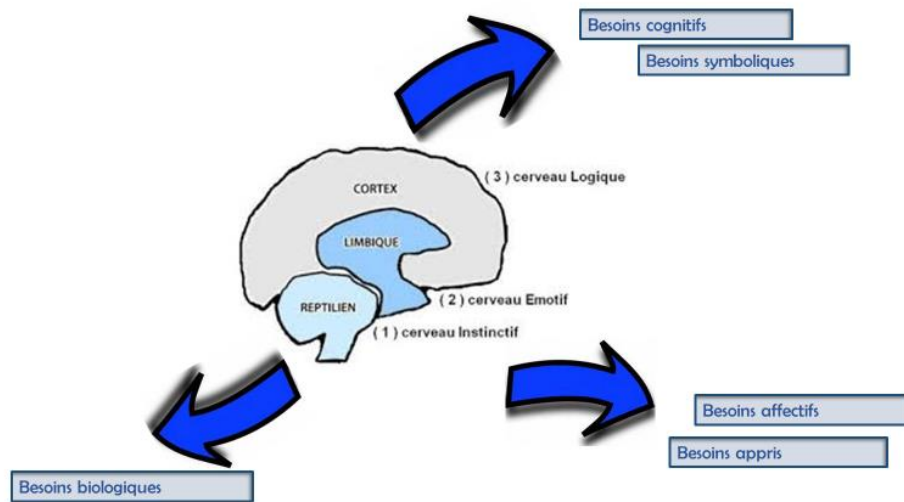 Besoins cognitifs
Besoins symboliques
( 3 ) cerveau Logique
CORTEX
LIMBIQUE
REPTILIEN
( 2 ) cerveau Emotif
( 1 ) cerveau Instinctif
Besoins affectifs
Besoins appris
Besoins biologiques